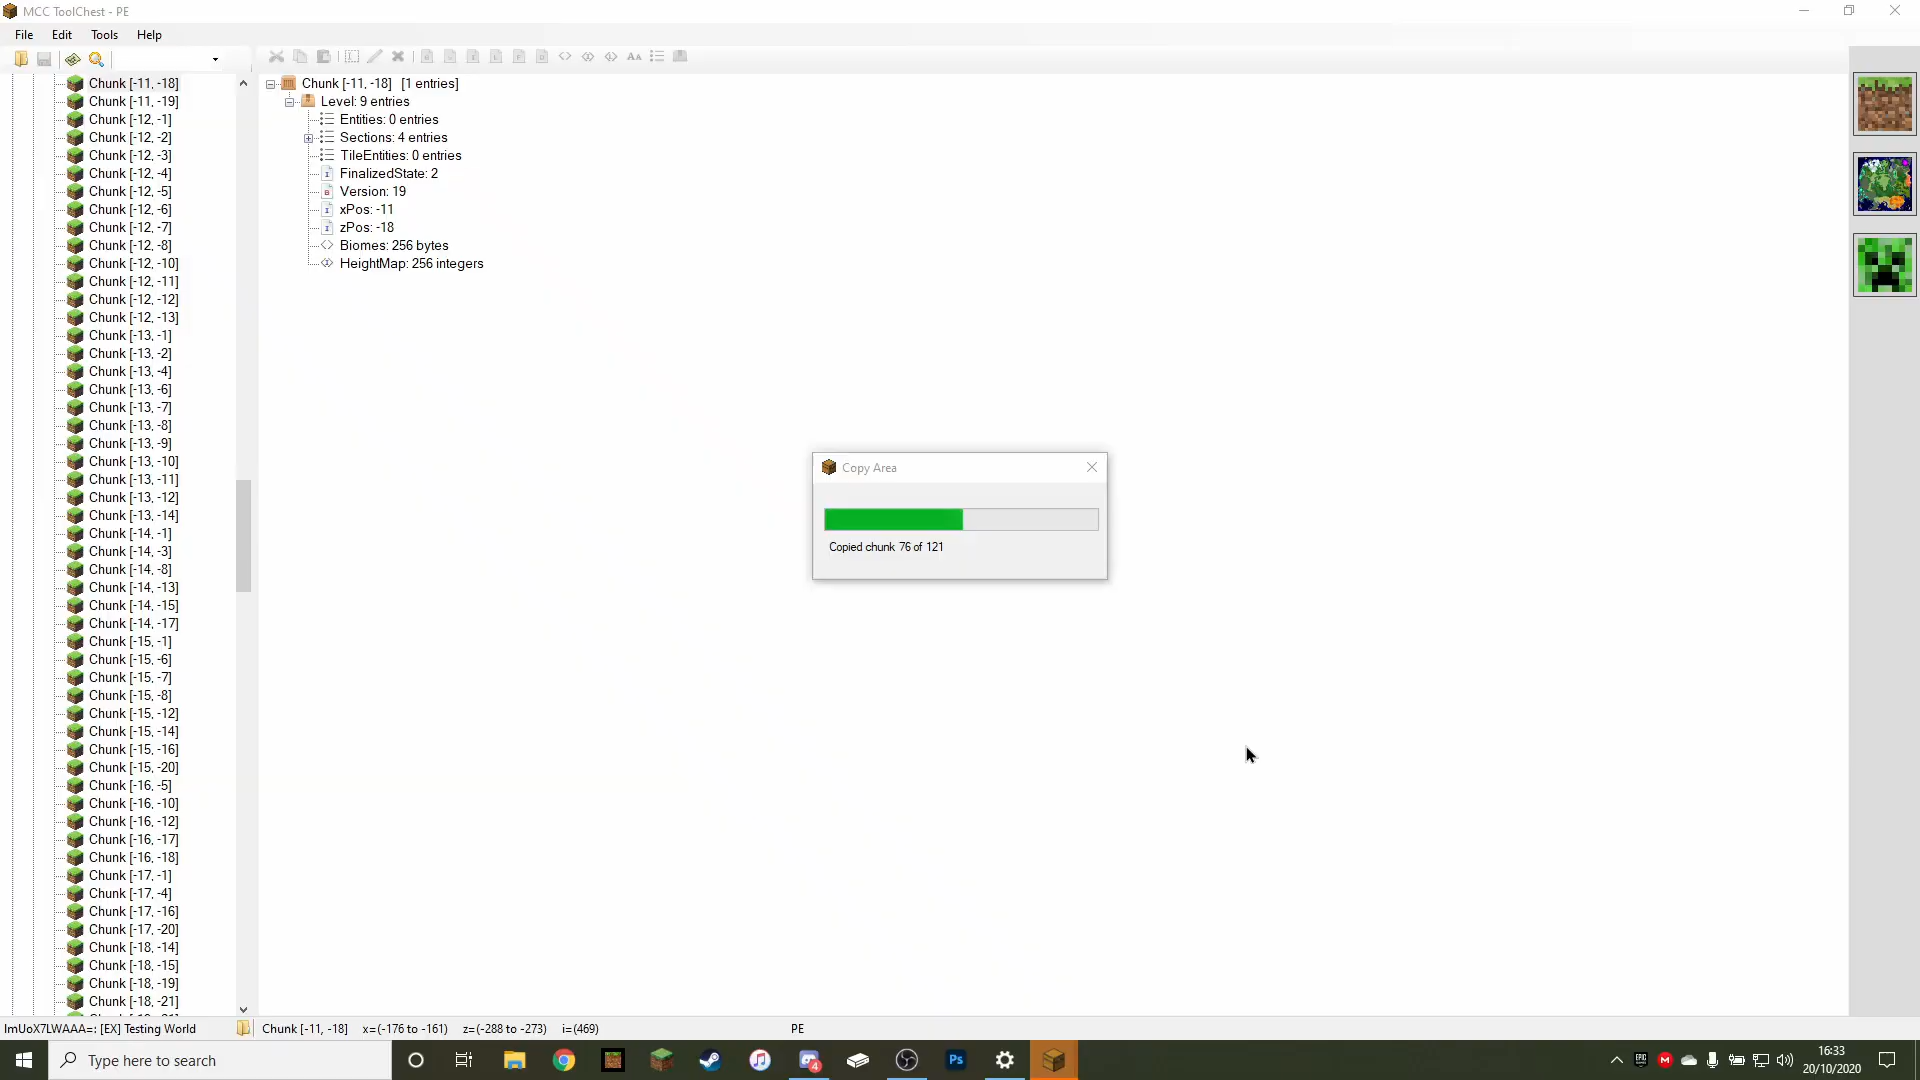 MCC ToolChest - PE
File Edit Tools Help
Chunk [-11, -18]
Chunk [-11, -19]
Chunk [-12, -1]
Chunk [-12, -2]
Chunk [-12, -3]
Chunk [-12, -4]
Chunk [-12, -5]
Chunk [-12, -6]
Chunk [-12, -7]
Chunk [-12, -8]
Chunk [-12, -10]
Chunk [-12, -11]
Chunk [-12, -12]
Chunk [-12, -13]
Chunk [-13, -1]
Chunk [-13, -2]
Chunk [-13, -4]
Chunk [-13, -6]
Chunk [-13, -7]
Chunk [-13, -8]
Chunk [-13, -9]
Chunk [-13, -10]
Chunk [-13, -11]
Chunk [-13, -12]
Chunk [-13, -14]
Chunk [-14, -1]
Chunk [-14, -3]
Chunk [-14, -8]
Chunk [-14, -13]
Chunk [-14, -15]
Chunk [-14, -17]
Chunk [-15, -1]
Chunk [-15, -6]
Chunk [-15, -7]
Chunk [-15, -8]
Chunk [-15, -12]
Chunk [-15, -14]
Chunk [-15, -16]
Chunk [-15, -20]
Chunk [-16, -5]
Chunk [-16, -10]
Chunk [-16, -12]
Chunk [-16, -17]
Chunk [-16, -18]
Chunk [-17, -1]
Chunk [-17, -4]
Chunk [-17, -16]
Chunk [-17, -20]
Chunk [-18, -14]
Chunk [-18, -15]
Chunk [-18, -19]
Chunk [-18, -21]
Chunk [-11, -18] [1 entries]
Level: 9 entries
Entities: 0 entries
Sections: 4 entries
TileEntities: 0 entries
FinalizedState: 2
Version: 19
xPos: -11
zPos: -18
Biomes: 256 bytes
HeightMap: 256 integers
Copy Area
Copied chunk 76 of 121
ImUoX7LWAAA=: [EX] Testing World
Chunk [-11, -18] x=(-176 to -161) z=(-288 to -273) i=(469) PE
Type here to search
4
Ps
16:33
20/10/2020